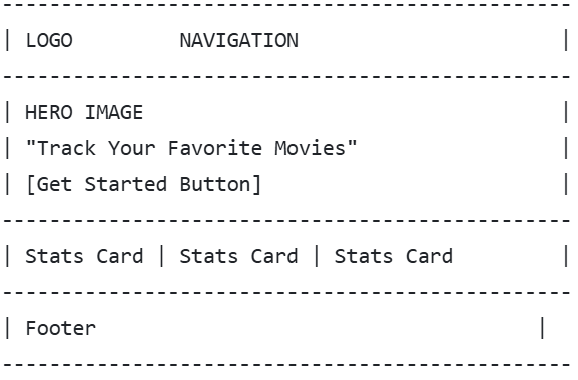 ------------------------------------------------
| LOGO         NAVIGATION                      |
------------------------------------------------
| HERO IMAGE                                   |
| "Track Your Favorite Movies"                 |
| [Get Started Button]                         |
------------------------------------------------
| Stats Card | Stats Card | Stats Card         |
------------------------------------------------
| Footer                                     |
------------------------------------------------